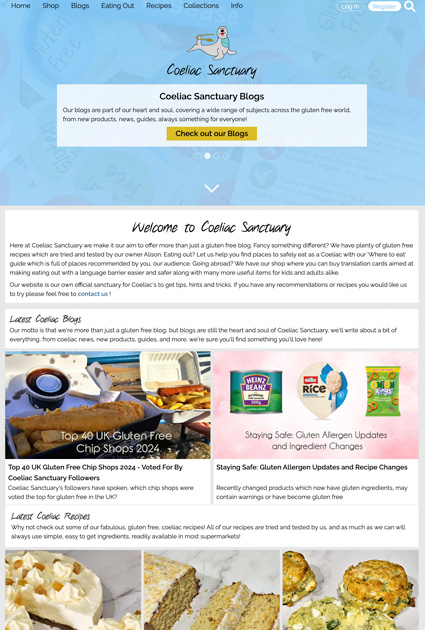 Home Shop Blogs Eating Out Recipes Collections Info Log In Register
Coeliac Sanctuary
Coeliac Sanctuary Blogs
Our blogs are part of our heart and soul, covering a wide range of subjects across the gluten free world,
from new products, news, guides, always something for everyone!
Check out our Blogs
Welcome to Coeliac Sanctuary
Here at Coeliac Sanctuary we make it our aim to offer more than just a gluten free blog. Fancy something different? We have plenty of gluten free
recipes which are tried and tested by our owner Alison. Eating out? Let us help you find places to safely eat as a Coeliac with our 'Where to eat'
guide which is full of places recommended by you, our audience. Going abroad? We have our shop where you can buy translation cards aimed at
making eating out with a language barrier easier and safer along with many more useful items for kids and adults alike.
Our website is our own official sanctuary for Coeliac's to get tips, hints and tricks. If you have any recommendations or recipes you would like us
to try please feel free to contact us !
Latest Coeliac Blogs
Our motto is that we're more than just a gluten free blog, but blogs are still the heart and soul of Coeliac Sanctuary, we'll write about a bit of
everything, from coeliac news, new products, guides, and more, we're sure you'll find something you'll love here!
Top 40 UK Gluten Free
Chip Shops 2024
HEINZ
BEANZ
Müller
Rice
Staying Safe: Gluten Allergen Updates
and Ingredient Changes
Top 40 UK Gluten Free Chip Shops 2024 - Voted For By
Coeliac Sanctuary Followers
Coeliac Sanctuary's followers have spoken, which chip shops were
voted the top for gluten free in the UK?
Staying Safe: Gluten Allergen Updates and Recipe Changes
Recently changed products which now have gluten ingredients, may
contain warnings or have become gluten free
Latest Coeliac Recipes
Why not check out some of our fabulous, gluten free, coeliac recipes! All of our recipes are tried and tested by us, and as much as we can will
always use simple, easy to get ingredients, readily available in most supermarkets!